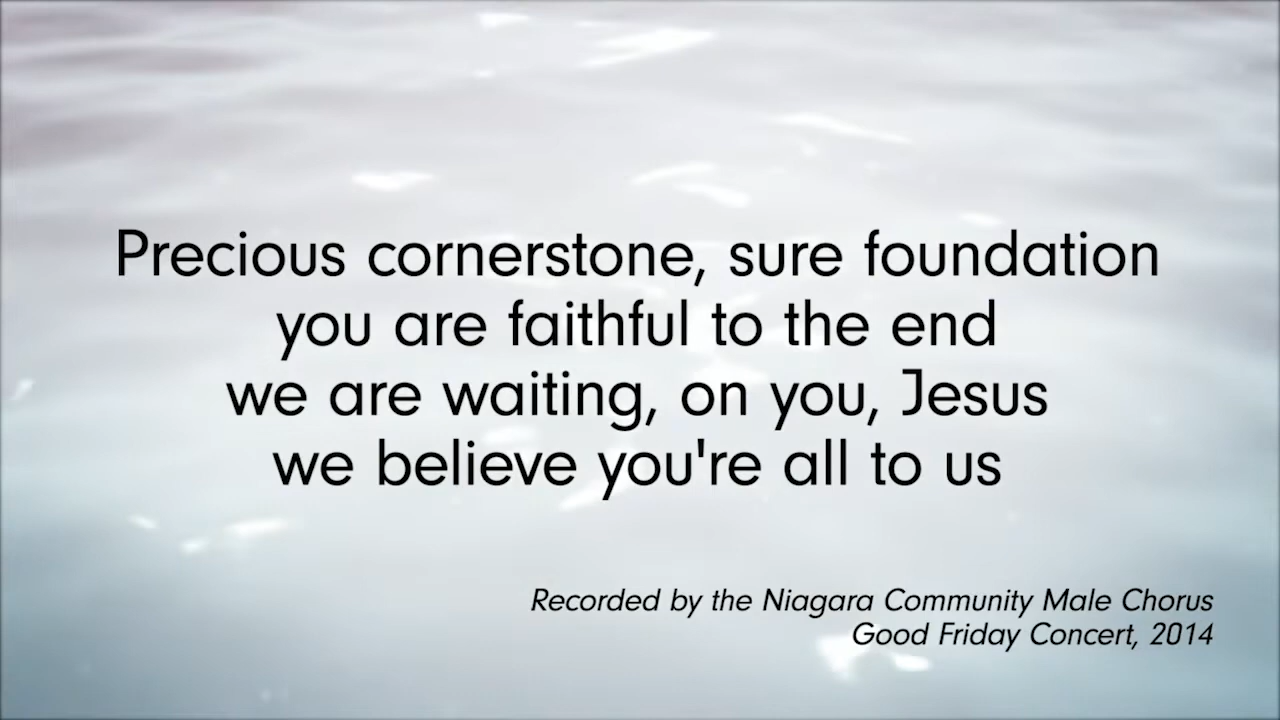 Precious cornerstone, sure foundation
you are faithful to the end
we are waiting, on you, Jesus
we believe you're all to us
Recorded by the Niagara Community Male Chorus
Good Friday Concert, 2014